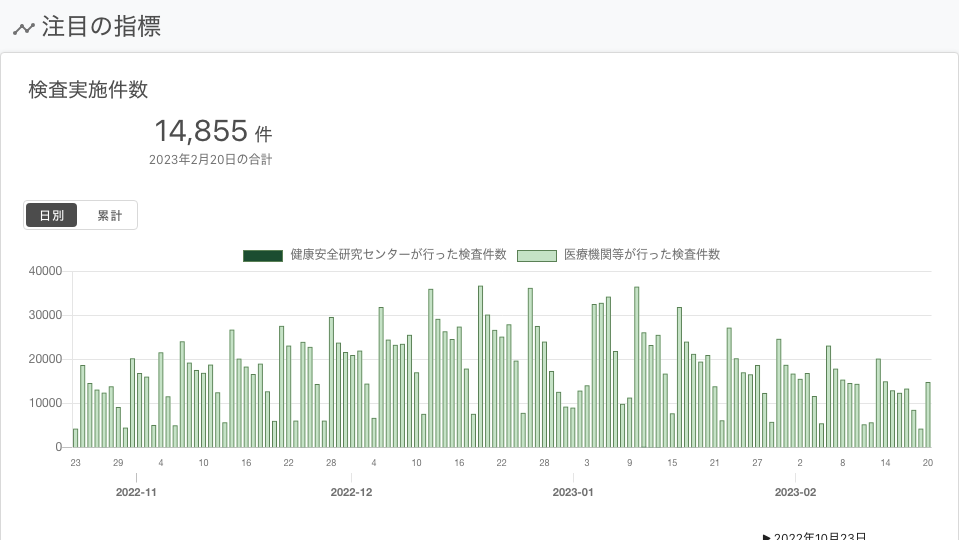 注目の指標
検査実施件数
14,855 件
2023年2月20日の合計
日別 累計
健康安全研究センターが行った検査件数 医療機関等が行った検査件数
40000
30000
20000
10000
0
23 29 4 10 16 22 28 4 10 16 22 28 3 9 15 21 27 2 8 14 20
2022-11 2022-12 2023-01 2023-02
▶ 2022年10月23日